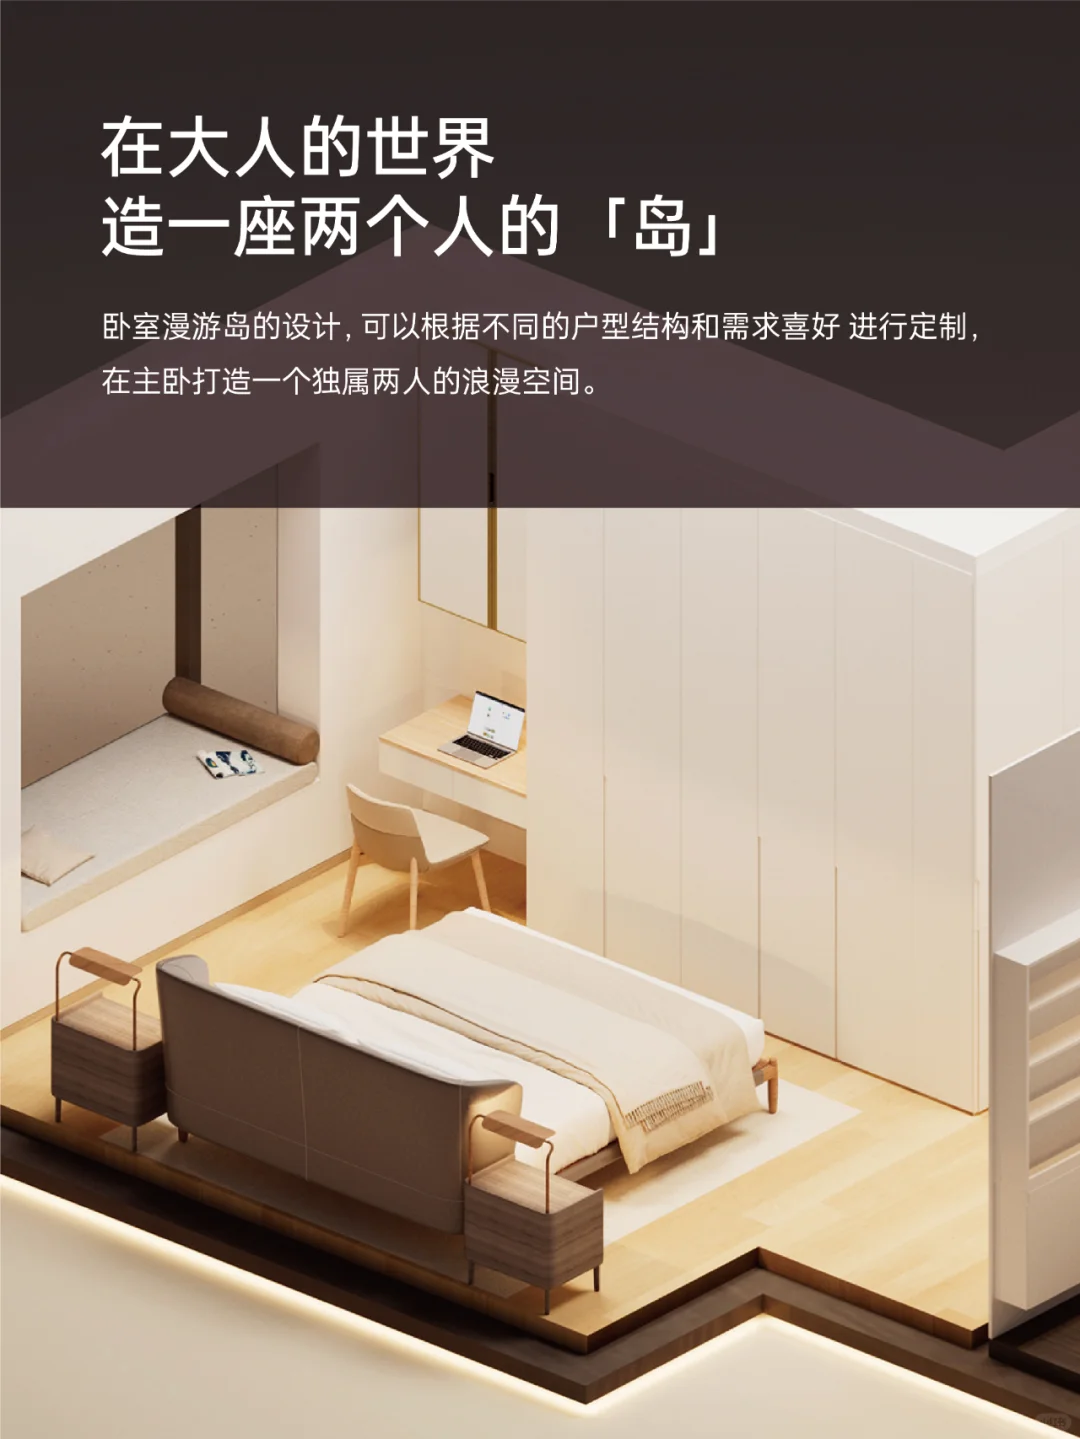 在大人的世界
造一座两个人的「岛」
卧室漫游岛的设计，可以根据不同的户型结构和需求喜好 进行定制，
在主卧打造一个独属两人的浪漫空间。